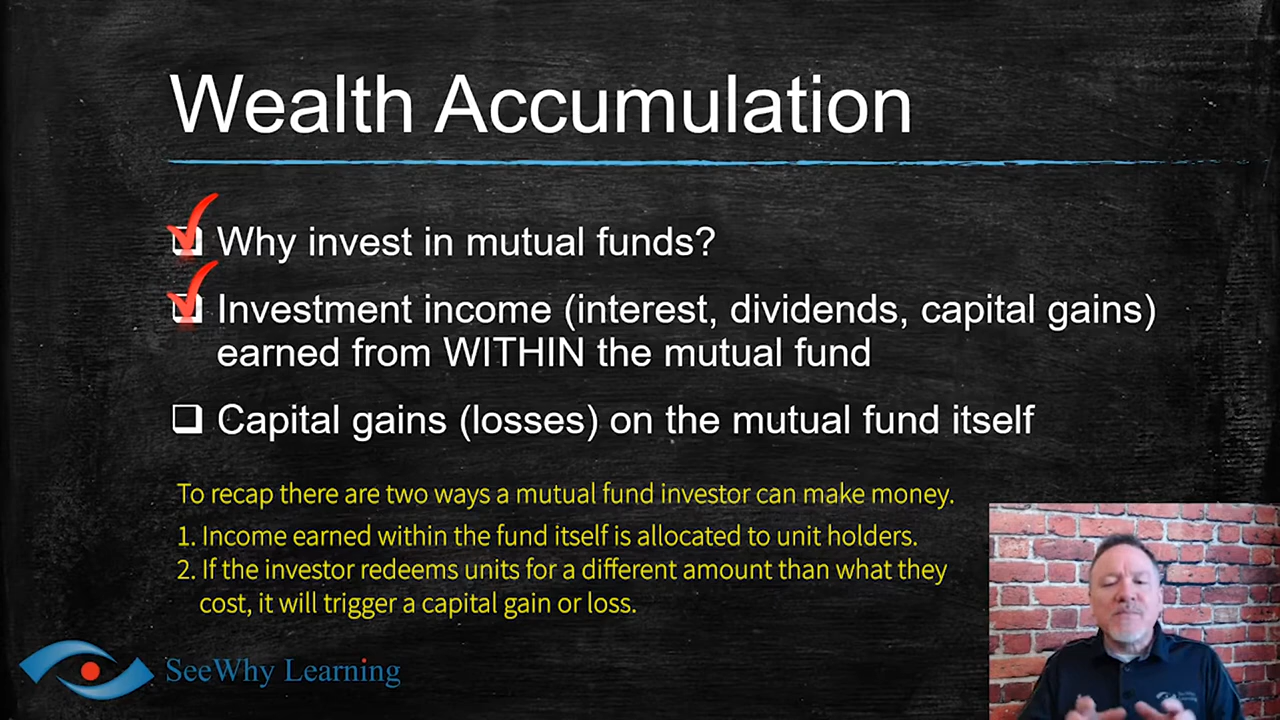 Wealth Accumulation
Why invest in mutual funds?
Investment income (interest, dividends, capital gains)
earned from WITHIN the mutual fund
Capital gains (losses) on the mutual fund itself
To recap there are two ways a mutual fund investor can make money.
1. Income earned within the fund itself is allocated to unit holders.
2. If the investor redeems units for a different amount than what they
cost, it will trigger a capital gain or loss.
SeeWhy Learning